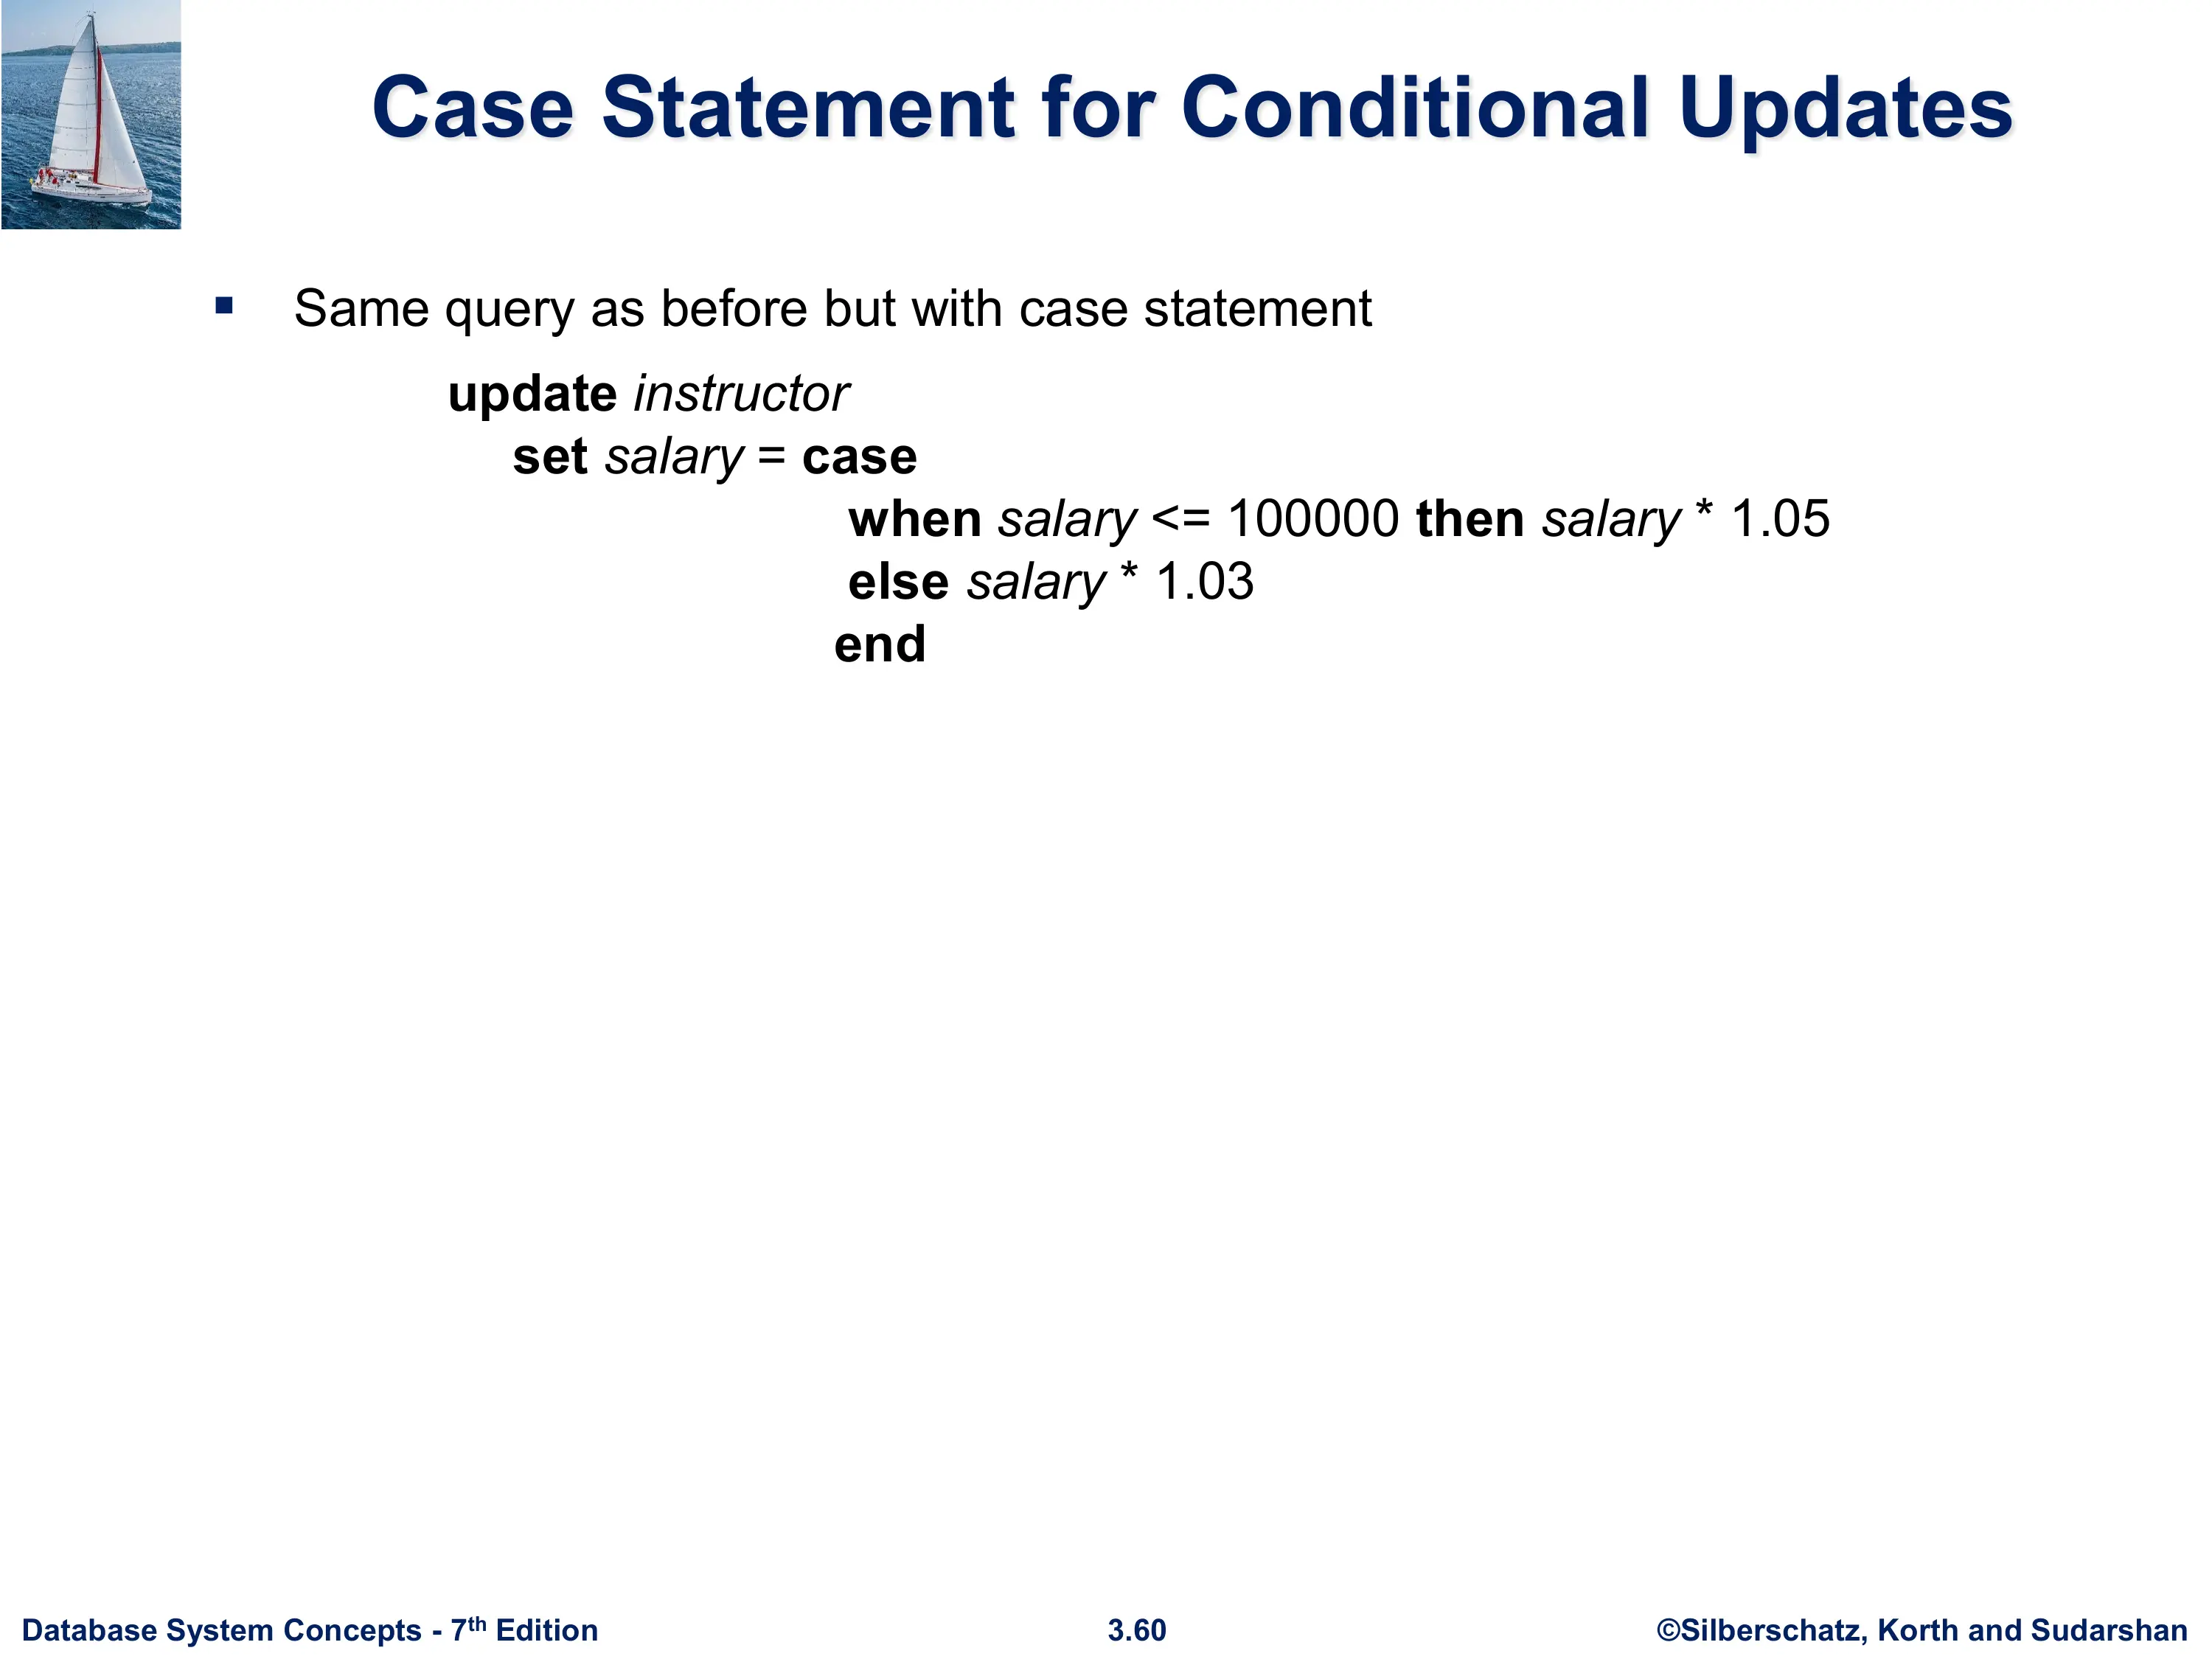 Case Statement for Conditional Updates
▪ Same query as before but with case statement
update instructor
set salary = case
when salary <= 100000 then salary * 1.05
else salary * 1.03
end
Database System Concepts - 7th Edition
3.60
©Silberschatz, Korth and Sudarshan